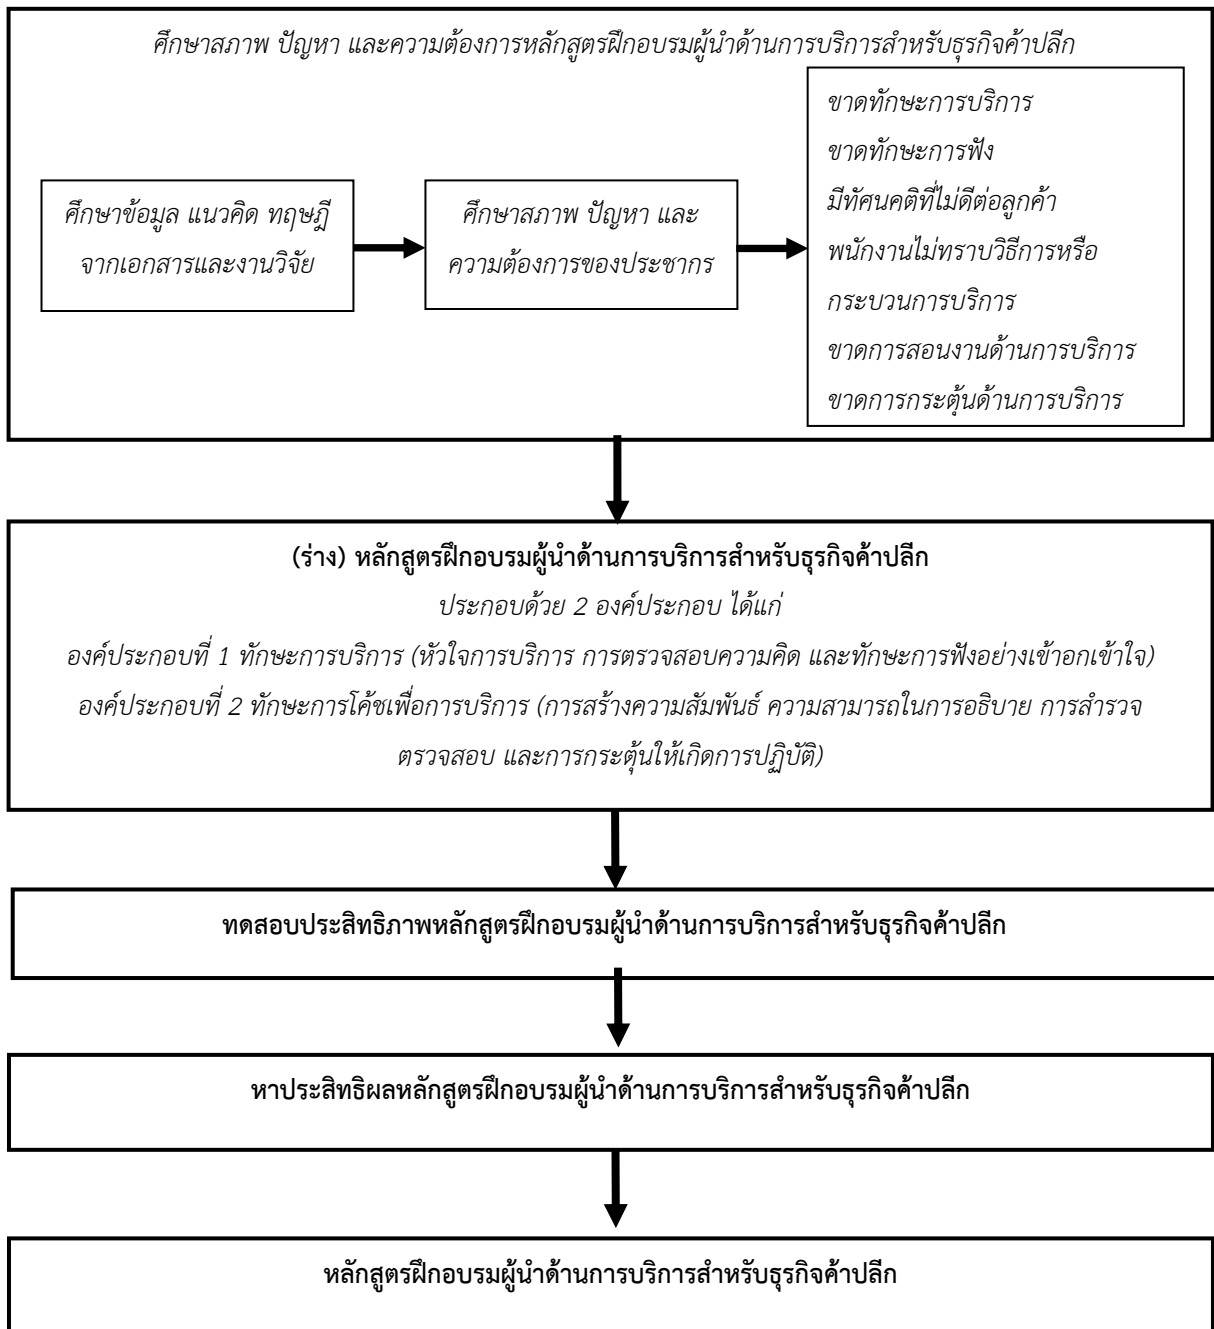 ศึกษาสภาพ ปัญหา และความต้องการหลักสูตรฝึกอบรมผู้นำด้านการบริการสำหรับธุรกิจค้าปลีก
ศึกษาข้อมูล แนวคิด ทฤษฎี
จากเอกสารและงานวิจัย
ศึกษาสภาพ ปัญหา และ
ความต้องการของประชากร
ขาดทักษะการบริการ
ขาดทักษะการฟัง
มีทัศนคติที่ไม่ดีต่อลูกค้า
พนักงานไม่ทราบวิธีการหรือ
กระบวนการบริการ
ขาดการสอนงานด้านการบริการ
ขาดการกระตุ้นด้านการบริการ
(ร่าง) หลักสูตรฝึกอบรมผู้นำด้านการบริการสำหรับธุรกิจค้าปลีก
ประกอบด้วย 2 องค์ประกอบ ได้แก่
องค์ประกอบที่ 1 ทักษะการบริการ (หัวใจการบริการ การตรวจสอบความคิด และทักษะการฟังอย่างเข้าอกเข้าใจ)
องค์ประกอบที่ 2 ทักษะการโค้ชเพื่อการบริการ (การสร้างความสัมพันธ์ ความสามารถในการอธิบาย การสำรวจ
ตรวจสอบ และการกระตุ้นให้เกิดการปฏิบัติ)
ทดสอบประสิทธิภาพหลักสูตรฝึกอบรมผู้นำด้านการบริการสำหรับธุรกิจค้าปลีก
หาประสิทธิผลหลักสูตรฝึกอบรมผู้นำด้านการบริการสำหรับธุรกิจค้าปลีก
หลักสูตรฝึกอบรมผู้นำด้านการบริการสำหรับธุรกิจค้าปลีก